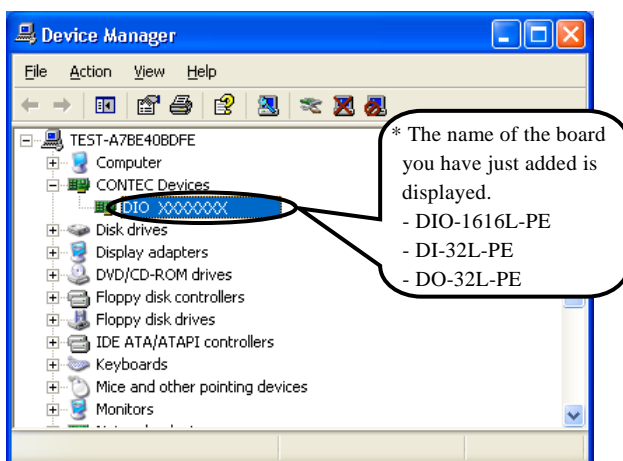 Device Manager
File Action View Help
TEST-A7BE40BDFE
Computer
CONTEC Devices
DIO XXXXXXX
Disk drives
Display adapters
DVD/CD-ROM drives
Floppy disk controllers
Floppy disk drives
IDE ATA/ATAPI controllers
Keyboards
Mice and other pointing devices
Monitors
* The name of the board
you have just added is
displayed.
- DIO-1616L-PE
- DI-32L-PE
- DO-32L-PE